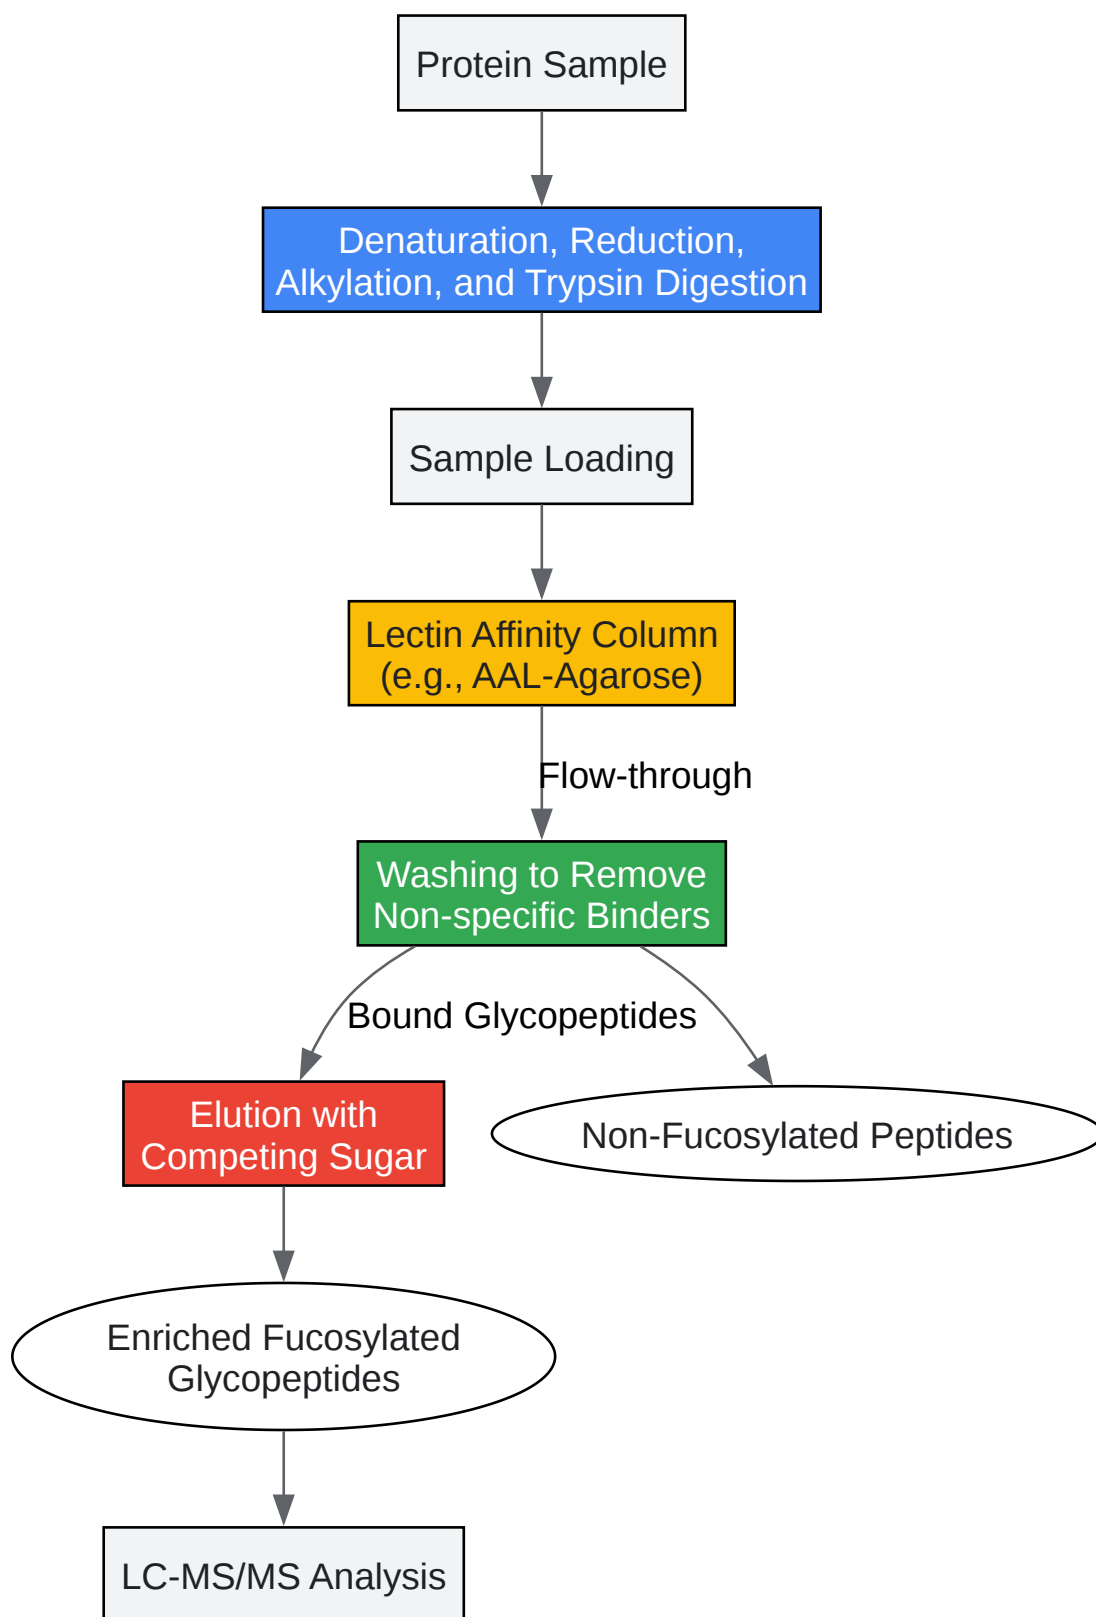 Protein Sample
Denaturation, Reduction,
Alkylation, and Trypsin Digestion
Sample Loading
Lectin Affinity Column
(e.g., AAL-Agarose)
Flow-through
Washing to Remove
Non-specific Binders
Bound Glycopeptides
Elution with
Competing Sugar
Non-Fucosylated Peptides
Enriched Fucosylated
Glycopeptides
LC-MS/MS Analysis